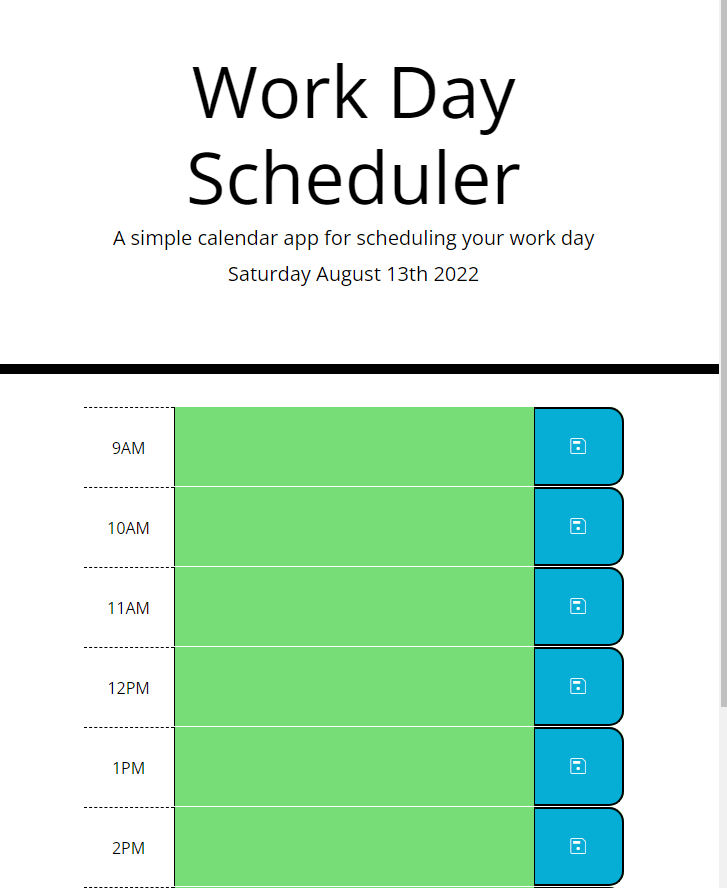 Work Day
Scheduler
A simple calendar app for scheduling your work day
Saturday August 13th 2022
9AM
10AM
11AM
12PM
1PM
2PM